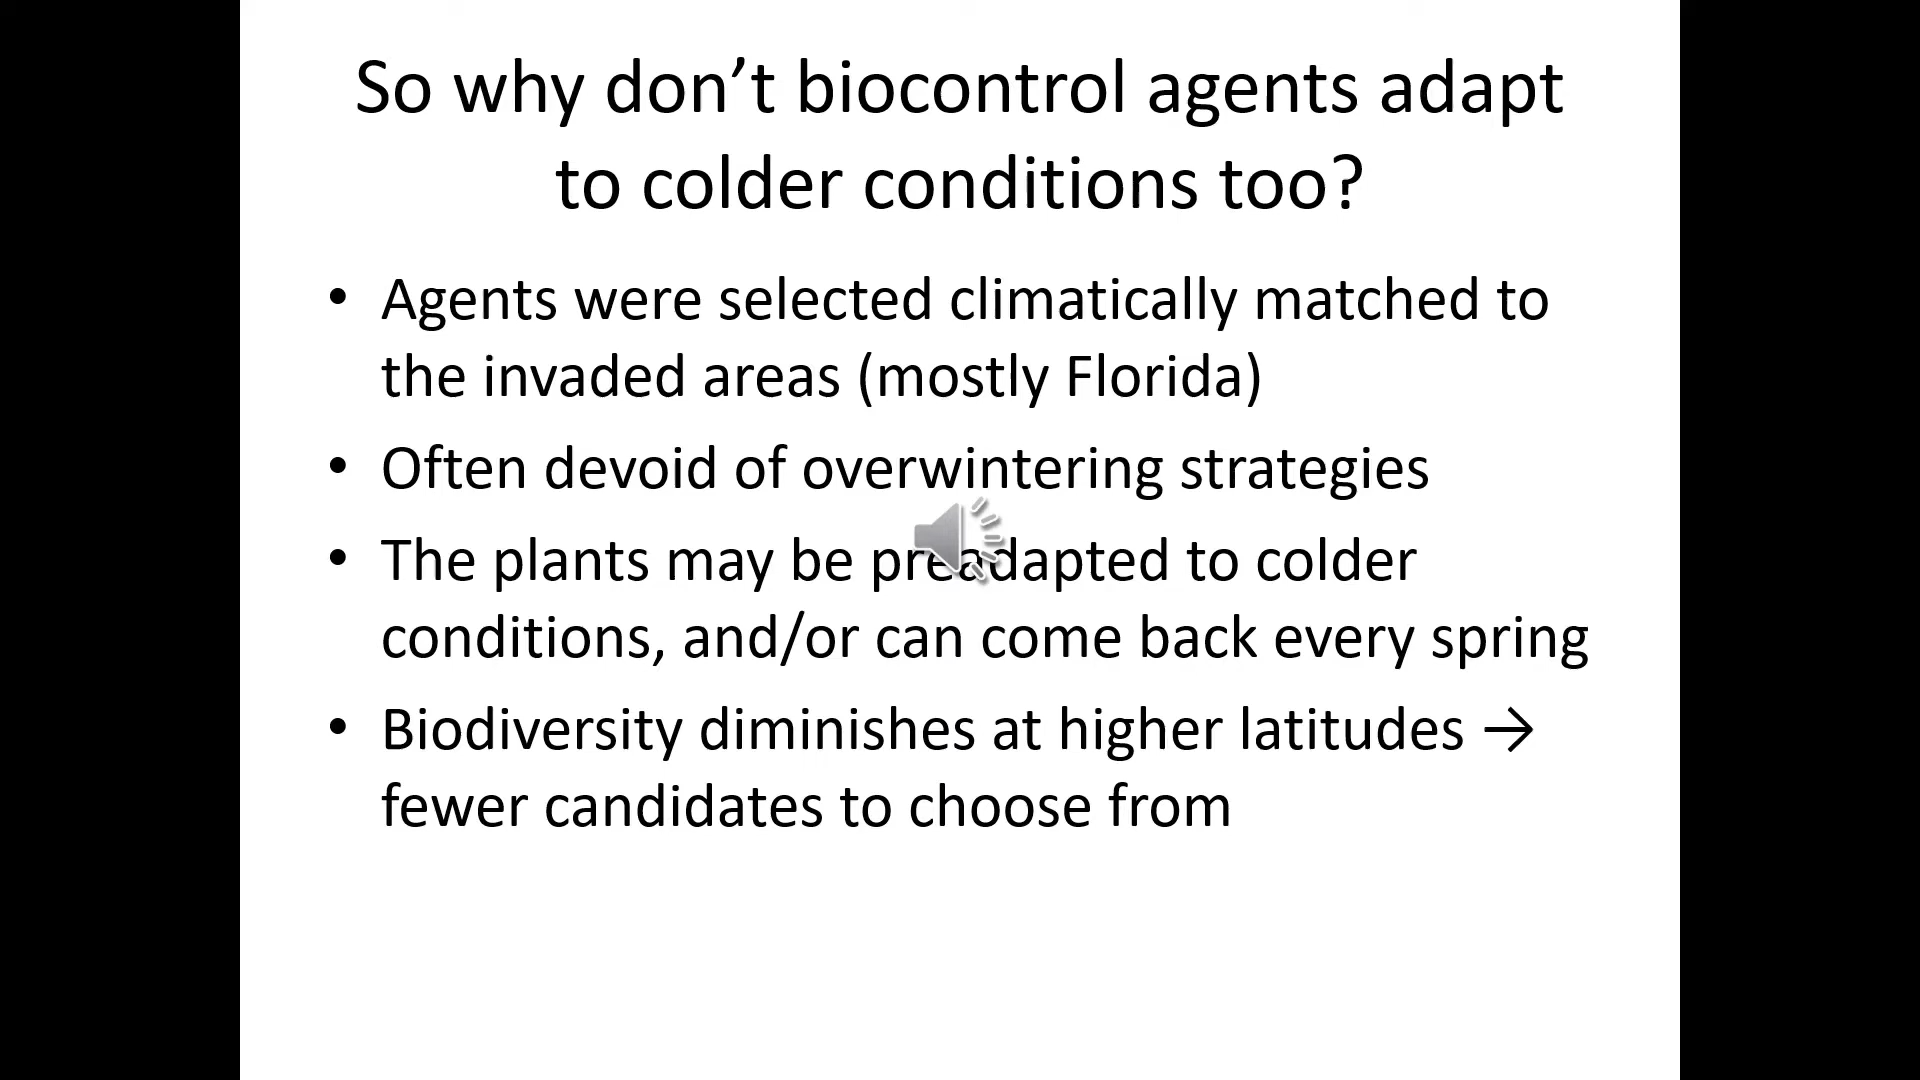 So why don’t biocontrol agents adapt
to colder conditions too?
• Agents were selected climatically matched to
the invaded areas (mostly Florida)
• Often devoid of overwintering strategies
• The plants may be preadapted to colder
conditions, and/or can come back every spring
• Biodiversity diminishes at higher latitudes →
fewer candidates to choose from